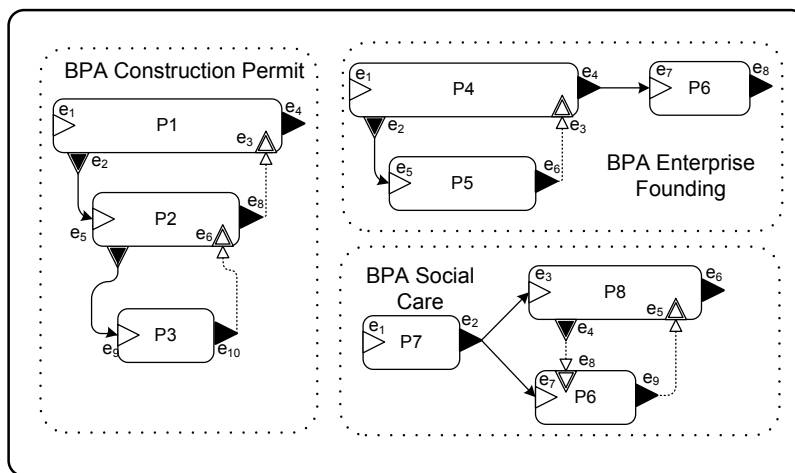 BPA Construction Permit
e1
P1
e4
e3
e2
P2
e8
e5
e6
P3
e9
e10
e1
P4
e4
e7
P6
e8
e2
e3
e5
P5
e6
BPA Enterprise
Founding
BPA Social
Care
e3
P8
e6
e5
e1
P7
e2
e4
e8
e7
P6
e9